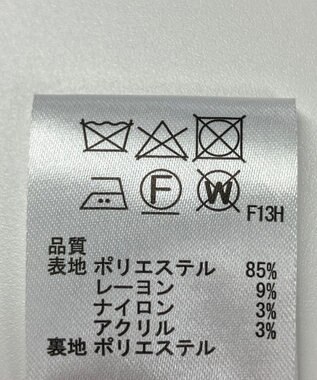 F W F13H
品質
表地 ポリエステル 85%
レーヨン 9%
ナイロン 3%
アクリル 3%
裏地 ポリエステル